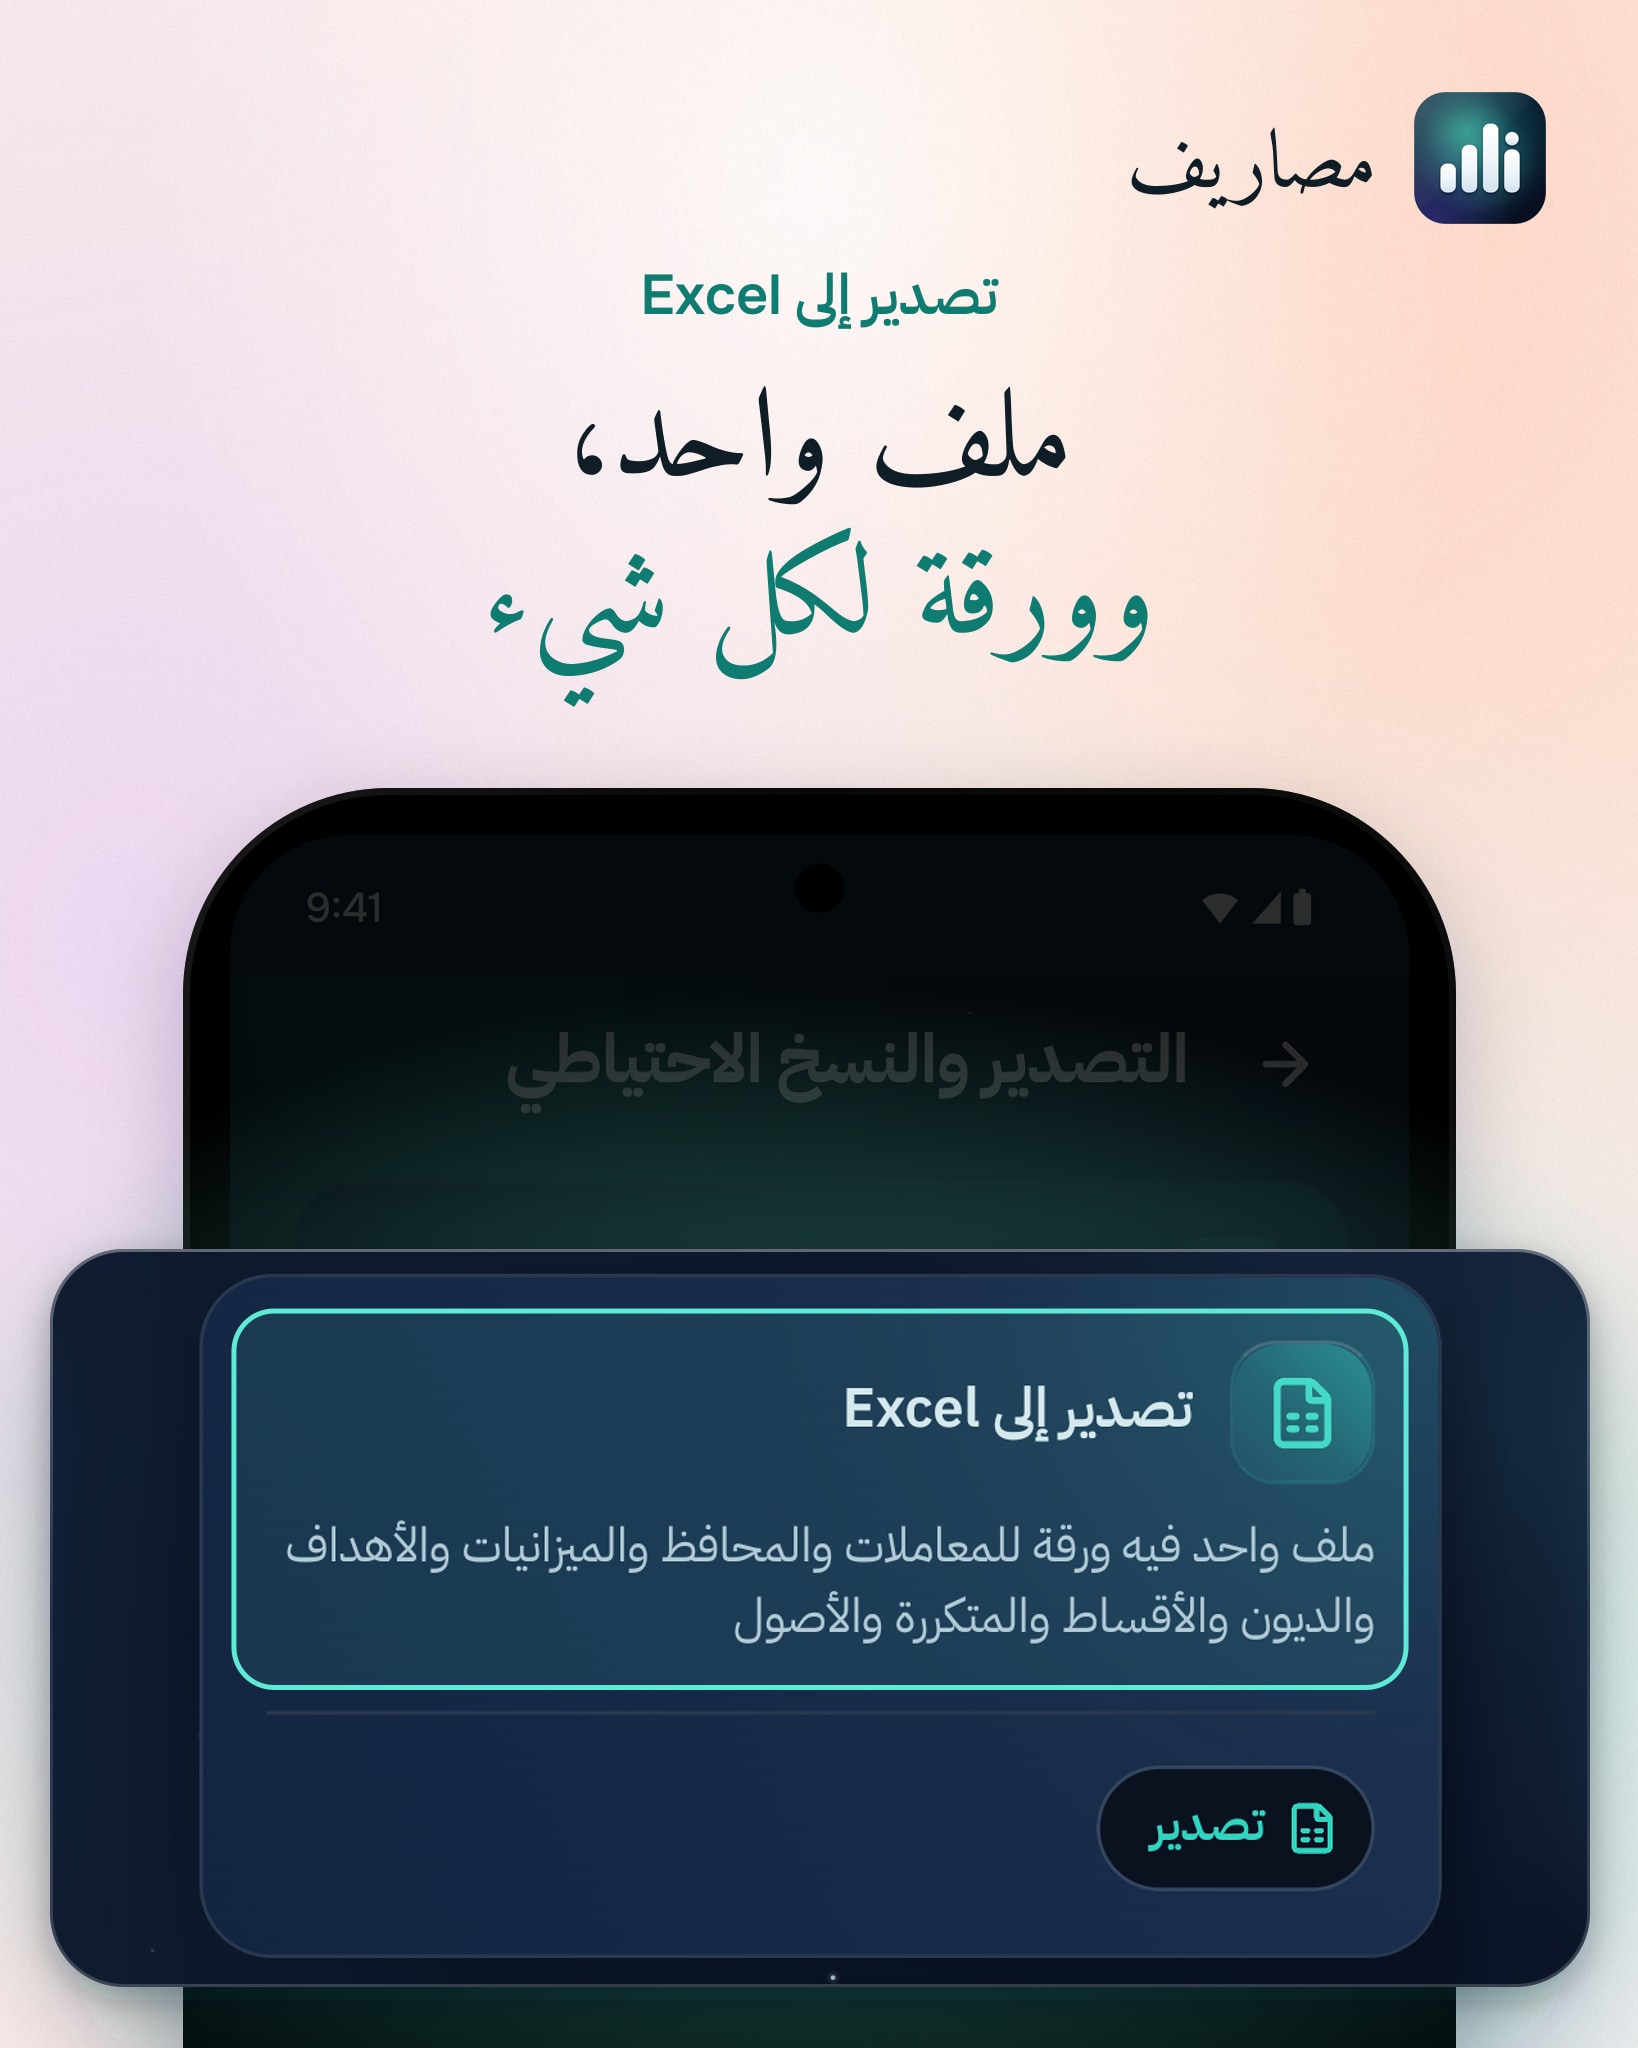 مصاريف
تصدير إلى Excel
ملف واحد،
وورقة لكل شيء
9:41
التصدير والنسخ الاحتياطي
تصدير إلى Excel
ملف واحد فيه ورقة للمعاملات والمحافظ والميزانيات والأهداف
والديون والأقساط والمتكررة والأصول
تصدير